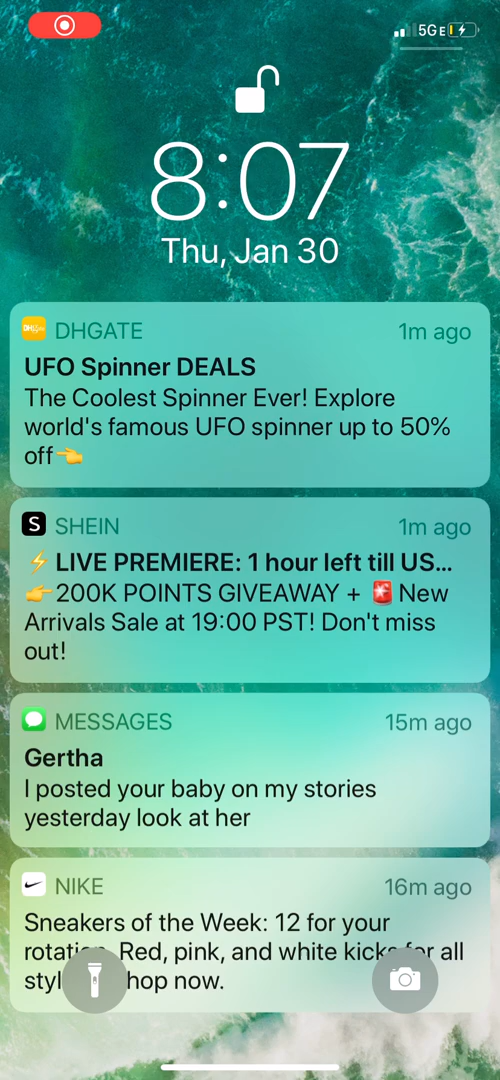 5GE
8:07
Thu, Jan 30
DHGATE 1m ago
UFO Spinner DEALS
The Coolest Spinner Ever! Explore
world's famous UFO spinner up to 50%
off👈
S SHEIN 1m ago
⚡LIVE PREMIERE: 1 hour left till US...
👉200K POINTS GIVEAWAY + 🚨New
Arrivals Sale at 19:00 PST! Don't miss
out!
MESSAGES 15m ago
Gertha
I posted your baby on my stories
yesterday look at her
NIKE 16m ago
Sneakers of the Week: 12 for your
rotation. Red, pink, and white kicks for all
styl hop now.